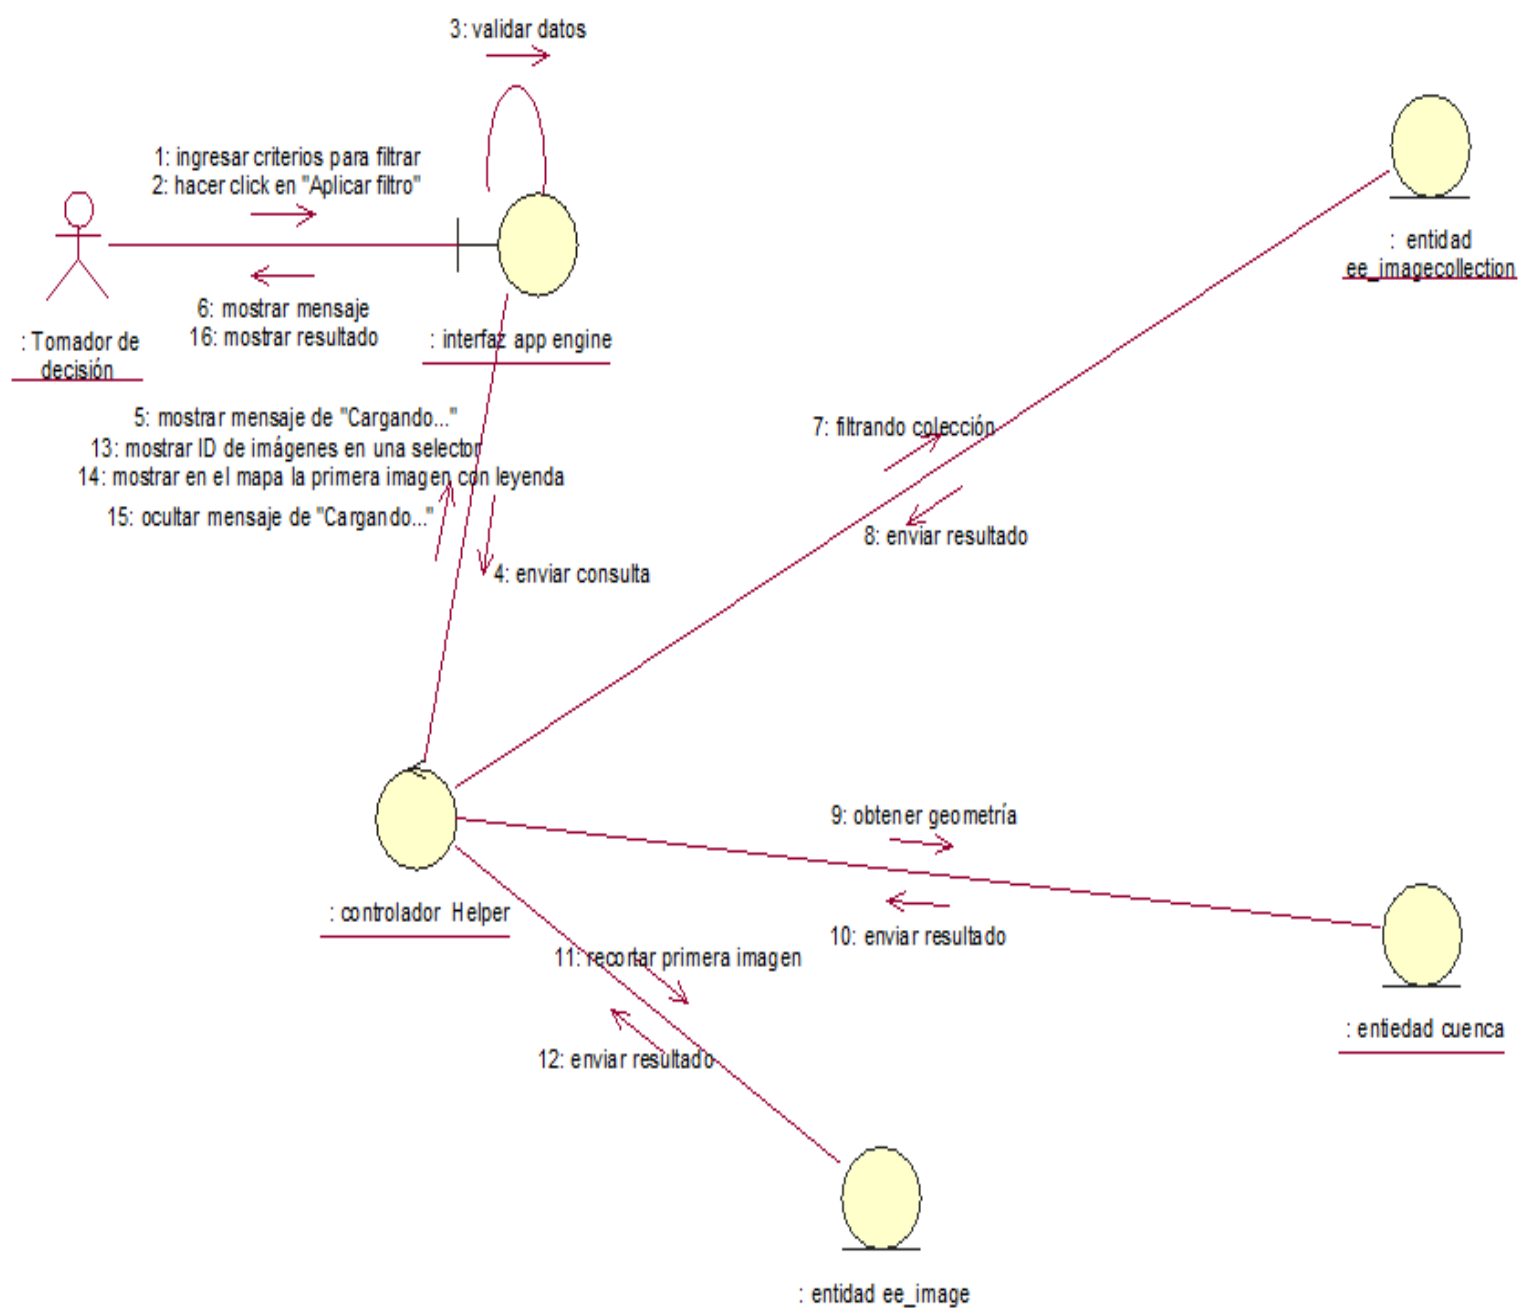 3: validar datos
1: ingresar criterios para filtrar
2: hacer click en "Aplicar filtro"
6: mostrar mensaje
16: mostrar resultado
: Tomador de
decisión
: interfaz app engine
: entidad
ee_imagecollection
5: mostrar mensaje de "Cargando..."
13: mostrar ID de imágenes en una selector
14: mostrar en el mapa la primera imagen con leyenda
15: ocultar mensaje de "Cargando..."
4: enviar consulta
7: filtrando colección
8: enviar resultado
9: obtener geometría
10: enviar resultado
: controlador Helper
11: recortar primera imagen
12: enviar resultado
: entiedad cuenca
: entidad ee_image